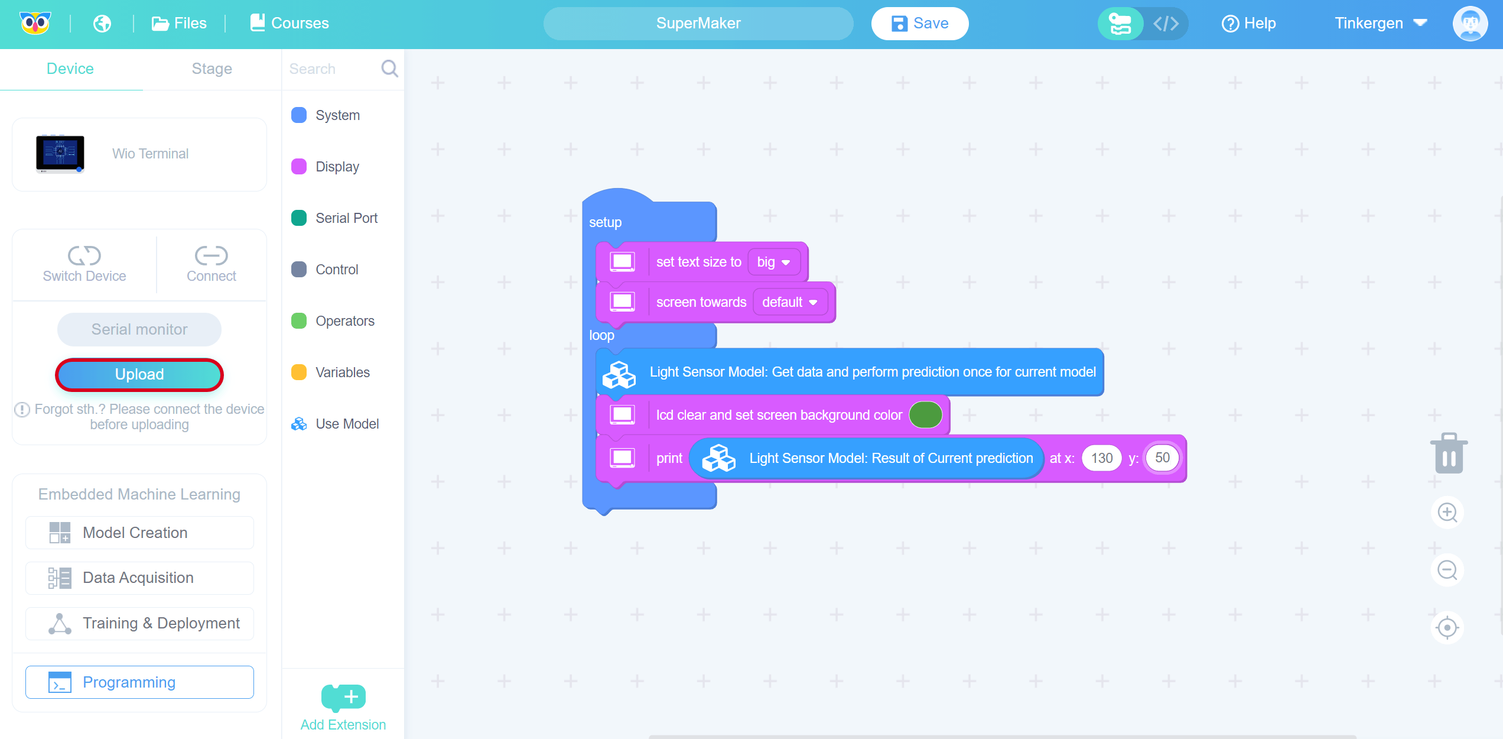 Files
Courses
SuperMaker
Save
</>
Help
Tinkergen
Device
Stage
Search
Wio Terminal
Switch Device
Connect
Serial monitor
Upload
Forgot sth.? Please connect the device
before uploading
Embedded Machine Learning
Model Creation
Data Acquisition
Training & Deployment
Programming
System
Display
Serial Port
Control
Operators
Variables
Use Model
Add Extension
setup
set text size to big
screen towards default
loop
Light Sensor Model: Get data and perform prediction once for current model
lcd clear and set screen background color
print Light Sensor Model: Result of Current prediction at x: 130 y: 50